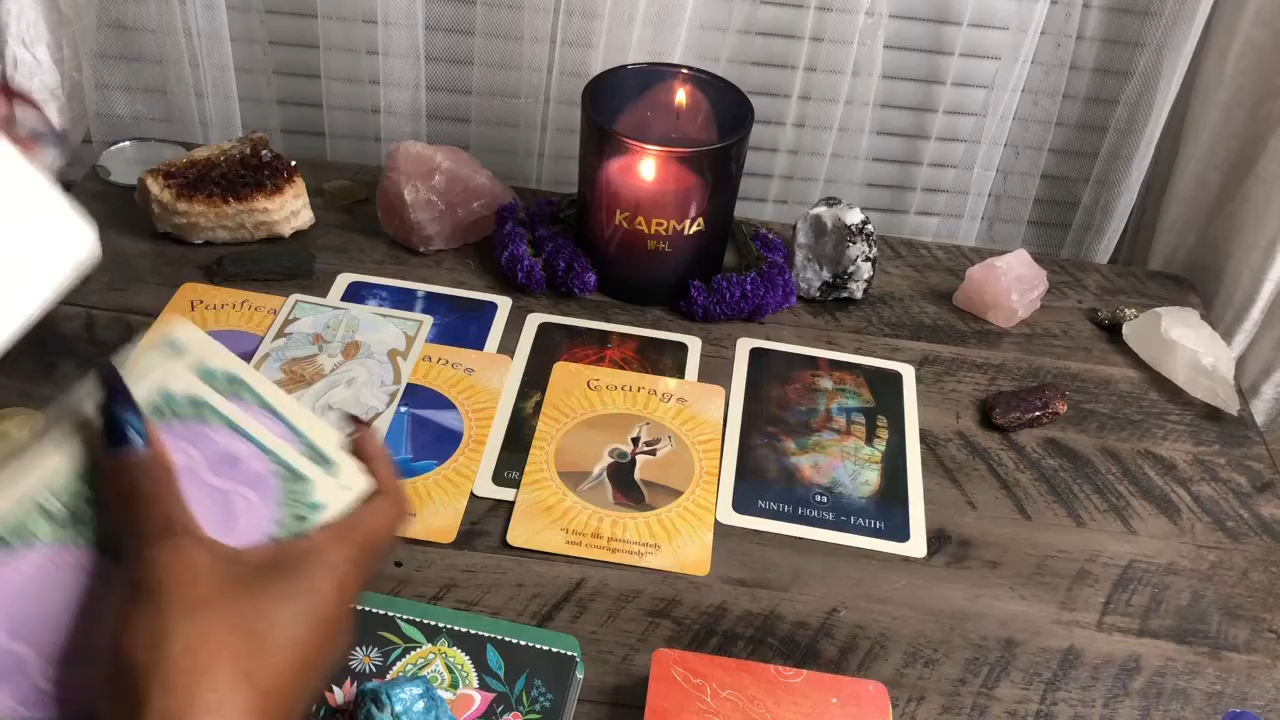 KARMA
W+L
Purifica
ance
Courage
"I live life passionately
and courageously!"
GR
33
NINTH HOUSE ~ FAITH